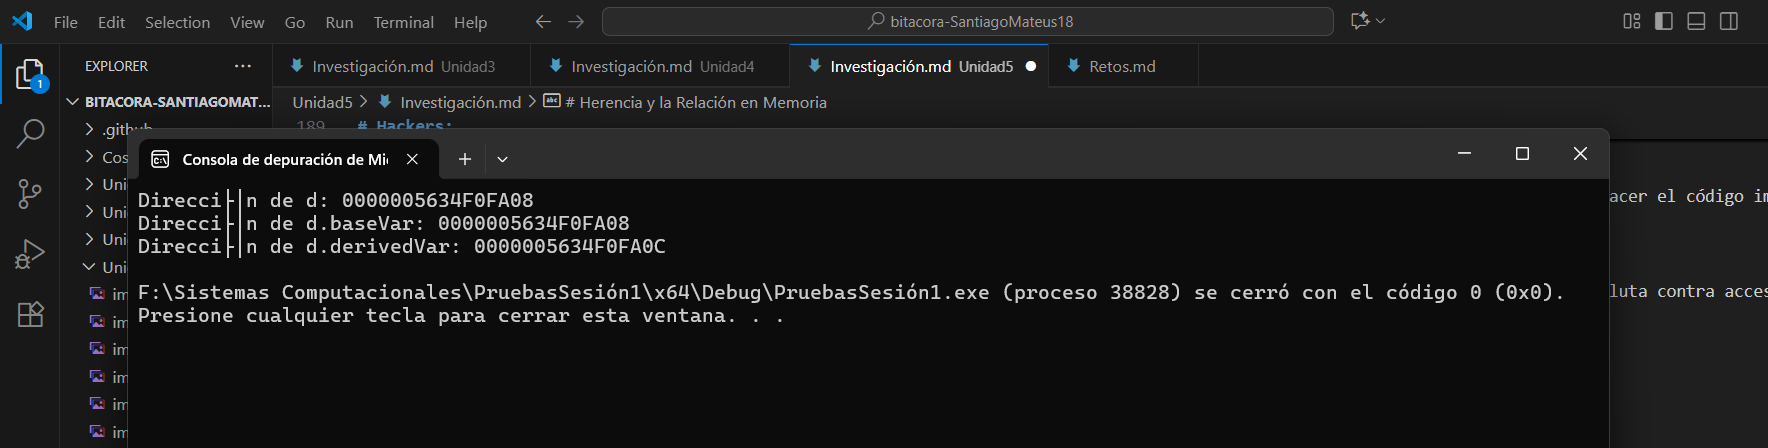 File Edit Selection View Go Run Terminal Help
bitacora-SantiagoMateus18
EXPLORER
Investigación.md Unidad3
Investigación.md Unidad4
Investigación.md Unidad5
Retos.md
1
BITACORA-SANTIAGOMAT...
Unidad5 > Investigación.md > # Herencia y la Relación en Memoria
189 # Hackers:
.github
Cos
Uni
Uni
Uni
Uni
im
im
im
im
im
im
Consola de depuración de Mi
Direcci├│n de d: 0000005634F0FA08
Direcci├│n de d.baseVar: 0000005634F0FA08
Direcci├│n de d.derivedVar: 0000005634F0FA0C
F:\Sistemas Computacionales\PruebasSesión1\x64\Debug\PruebasSesión1.exe (proceso 38828) se cerró con el código 0 (0x0).
Presione cualquier tecla para cerrar esta ventana. . .
acer el código im
luta contra acces